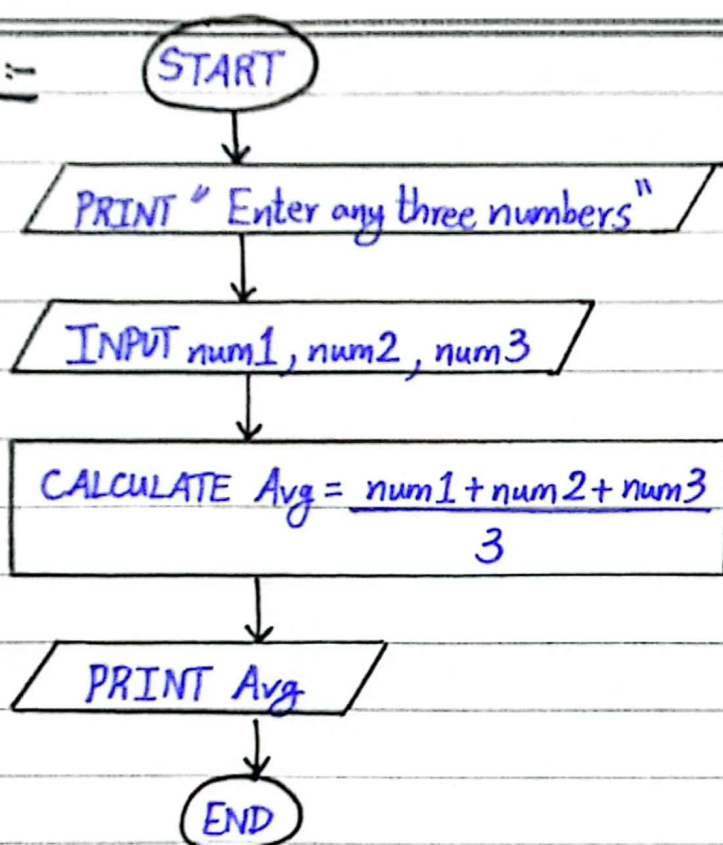 START
PRINT " Enter any three numbers"
INPUT num1, num2, num3
CALCULATE Avg = num1+num2+num3
3
PRINT Avg
END